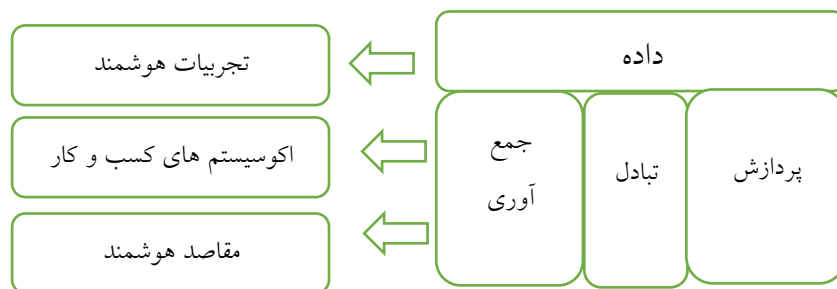 داده
پردازش
تبادل
جمع
آوری
تجربیات هوشمند
اکوسیستم های کسب و کار
مقاصد هوشمند